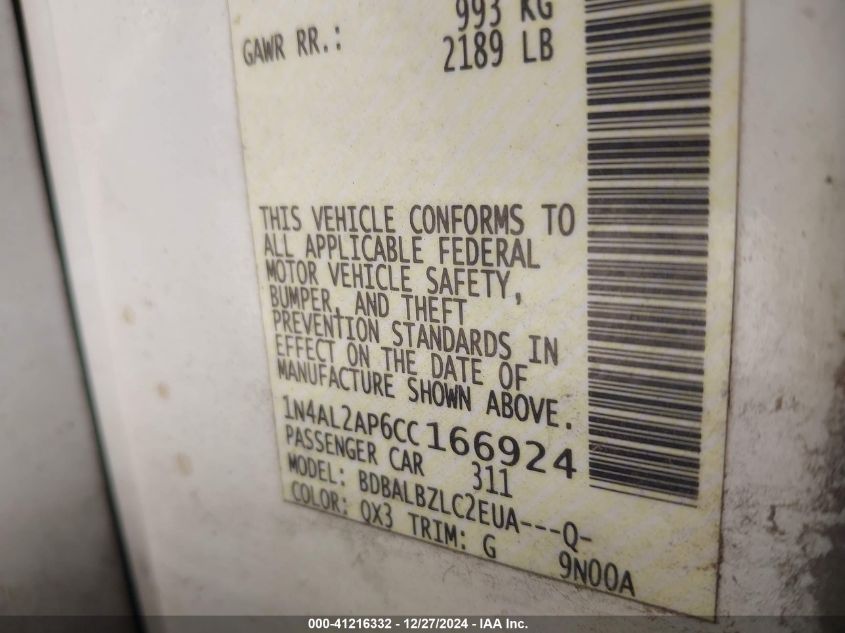 993 KG
GAWR RR.: 2189 LB
THIS VEHICLE CONFORMS TO
ALL APPLICABLE FEDERAL
MOTOR VEHICLE SAFETY,
BUMPER, AND THEFT
PREVENTION STANDARDS IN
EFFECT ON THE DATE OF
MANUFACTURE SHOWN ABOVE.
1N4AL2AP6CC166924
PASSENGER CAR 311
MODEL: BDBALBZLC2EUA---Q-
COLOR: QX3 TRIM: G 9N00A
000-41216332 - 12/27/2024 - IAA Inc.